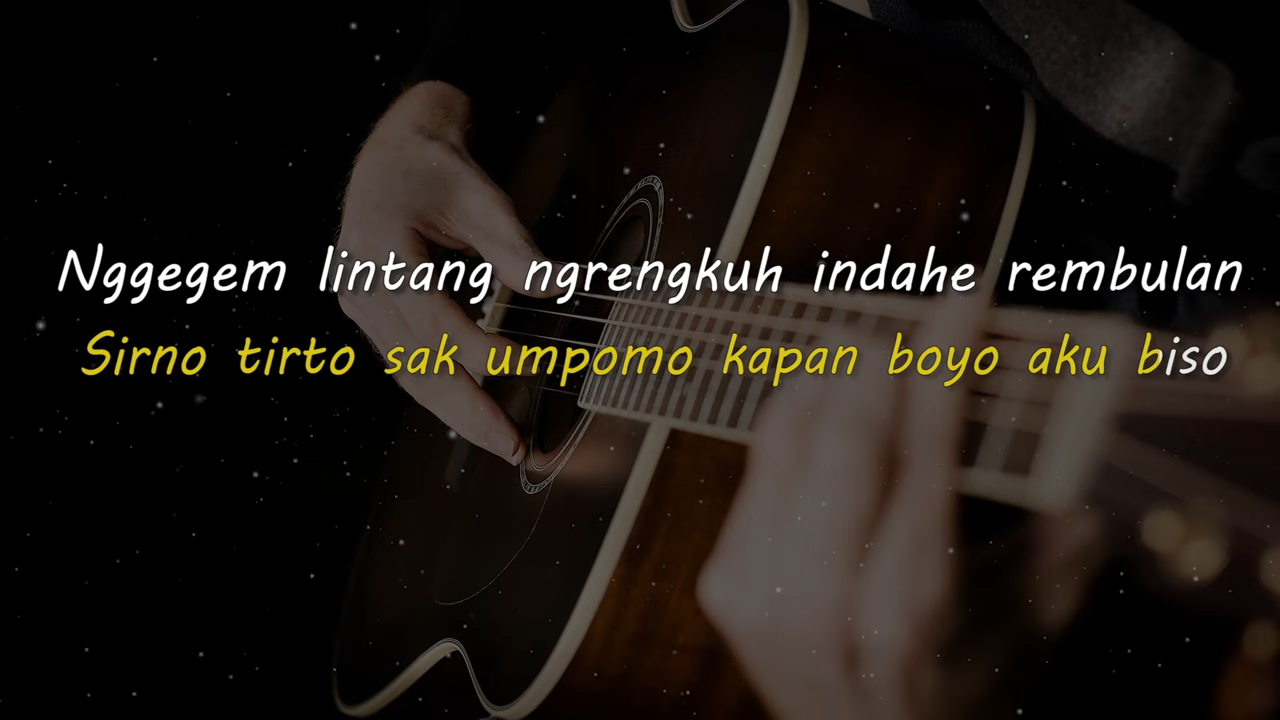 Nggegem lintang ngrengkuh indahe rembulan
Sirno tirto sak umpomo kapan boyo aku biso